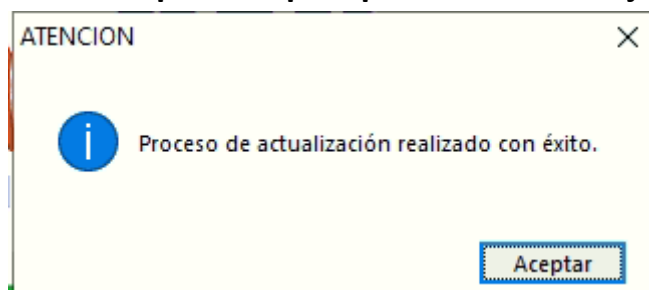 ATENCION
Proceso de actualización realizado con éxito.
Aceptar